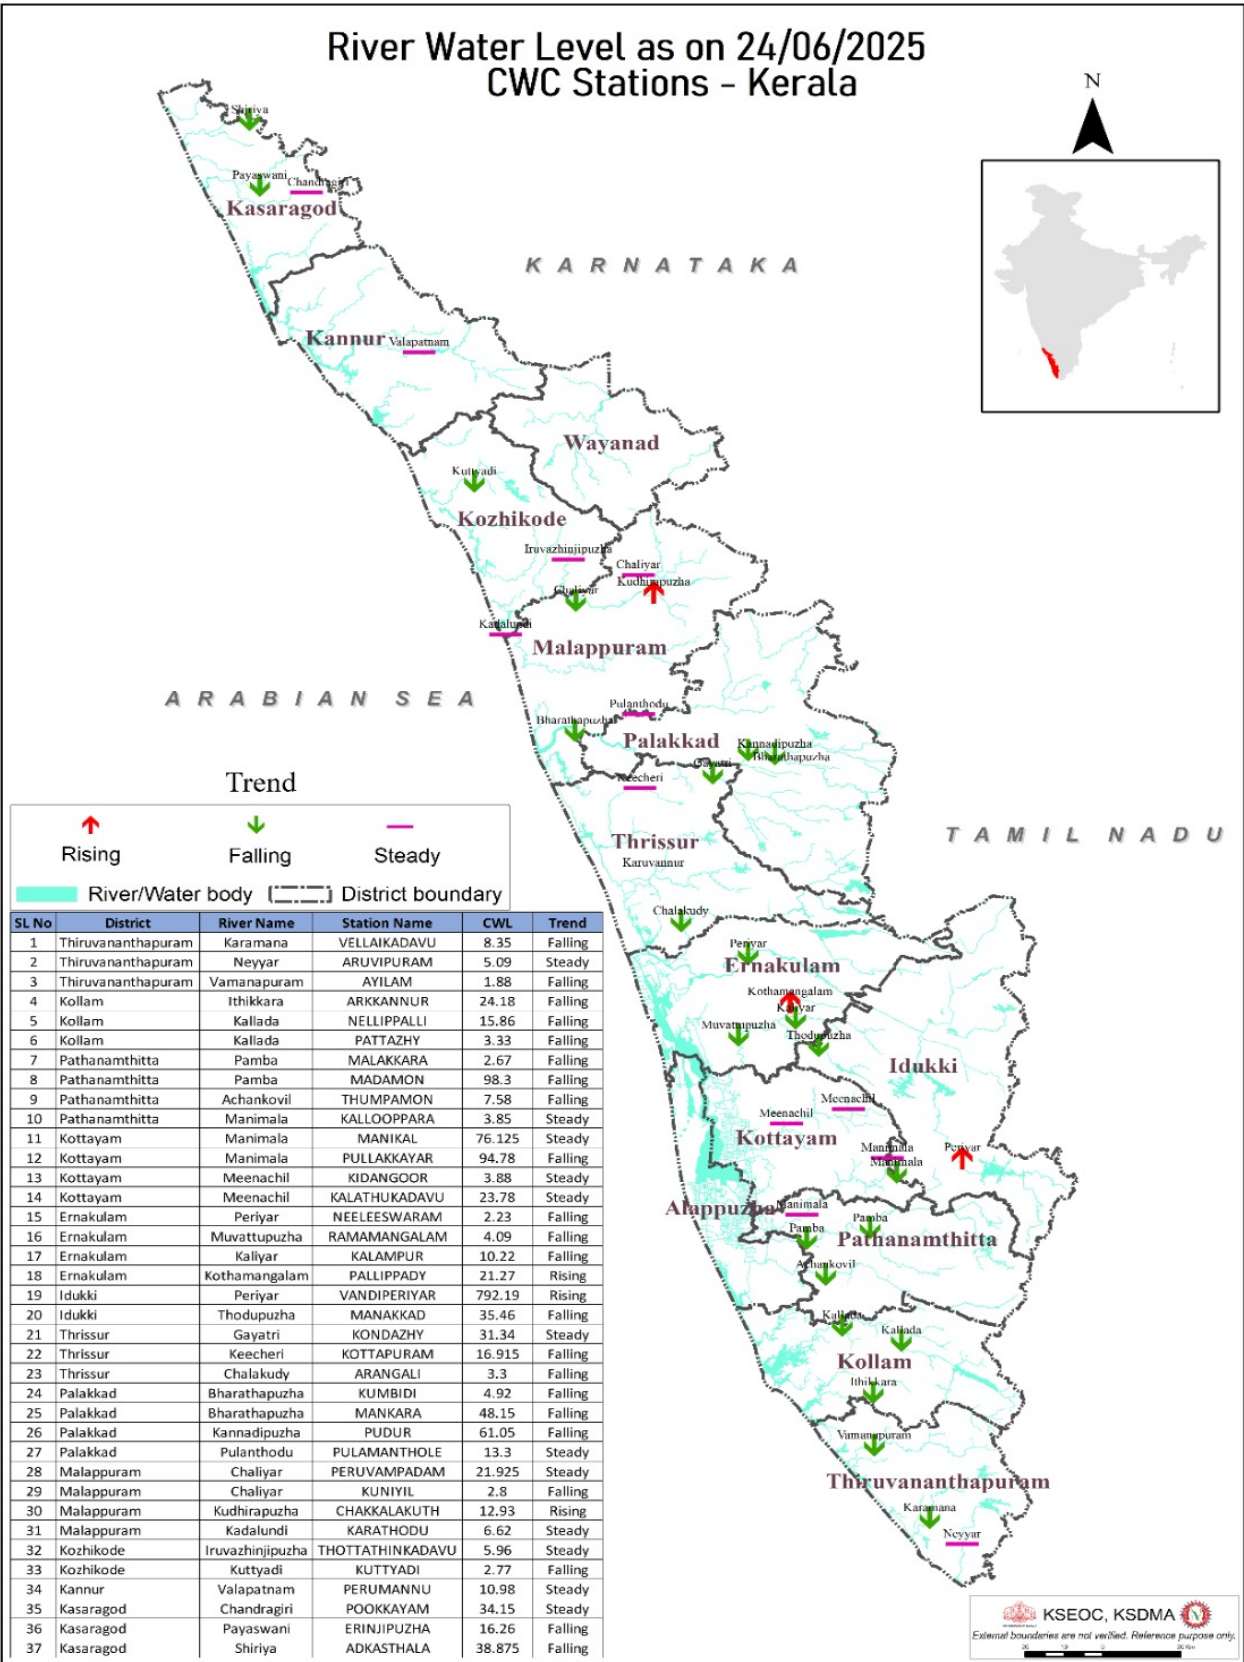 River Water Level as on 24/06/2025
CWC Stations - Kerala
N
Shiriya
Payaswani
Chandragiri
Kasaragod
KARNATAKA
Kannur
Valapatnam
Wayanad
Kuttyadi
Kozhikode
Iruvazhinjipuzha
Chaliyar
Kudhirapuzha
Chaliyar
Kadalundi
Malappuram
ARABIAN SEA
Pulanthodu
Bharathapuzha
Palakkad
Kannadipuzha
Bharathapuzha
Gayatri
Keecheri
Thrissur
Karuvannur
TAMIL NADU
Chalakudy
Periyar
Ernakulam
Kothamangalam
Kaliyar
Muvattupuzha
Thodupuzha
Idukki
Meenachil
Meenachil
Kottayam
Manimala
Manimala
Periyar
Alappuzha
Manimala
Pamba
Pamba
Pathanamthitta
Achankovil
Kallada
Kallada
Kollam
Ithikkara
Vamanapuram
Thiruvananthapuram
Karamana
Neyyar
Trend
Rising Falling Steady
River/Water body District boundary
SL No District River Name Station Name CWL Trend
1 Thiruvananthapuram Karamana VELLAIKADAVU 8.35 Falling
2 Thiruvananthapuram Neyyar ARUVIPURAM 5.09 Steady
3 Thiruvananthapuram Vamanapuram AYILAM 1.88 Falling
4 Kollam Ithikkara ARKKANNUR 24.18 Falling
5 Kollam Kallada NELLIPPALLI 15.86 Falling
6 Kollam Kallada PATTAZHY 3.33 Falling
7 Pathanamthitta Pamba MALAKKARA 2.67 Falling
8 Pathanamthitta Pamba MADAMON 98.3 Falling
9 Pathanamthitta Achankovil THUMPAMON 7.58 Falling
10 Pathanamthitta Manimala KALLOOPPARA 3.85 Steady
11 Kottayam Manimala MANIKAL 76.125 Steady
12 Kottayam Manimala PULLAKKAYAR 94.78 Falling
13 Kottayam Meenachil KIDANGOOR 3.88 Steady
14 Kottayam Meenachil KALATHUKADAVU 23.78 Steady
15 Ernakulam Periyar NEELEESWARAM 2.23 Falling
16 Ernakulam Muvattupuzha RAMAMANGALAM 4.09 Falling
17 Ernakulam Kaliyar KALAMPUR 10.22 Falling
18 Ernakulam Kothamangalam PALLIPPADY 21.27 Rising
19 Idukki Periyar VANDIPERIYAR 792.19 Rising
20 Idukki Thodupuzha MANAKKAD 35.46 Falling
21 Thrissur Gayatri KONDAZHY 31.34 Steady
22 Thrissur Keecheri KOTTAPURAM 16.915 Falling
23 Thrissur Chalakudy ARANGALI 3.3 Falling
24 Palakkad Bharathapuzha KUMBIDI 4.92 Falling
25 Palakkad Bharathapuzha MANKARA 48.15 Falling
26 Palakkad Kannadipuzha PUDUR 61.05 Falling
27 Palakkad Pulanthodu PULAMANTHOLE 13.3 Steady
28 Malappuram Chaliyar PERUVAMPADAM 21.925 Steady
29 Malappuram Chaliyar KUNIYIL 2.8 Falling
30 Malappuram Kudhirapuzha CHAKKALAKUTH 12.93 Rising
31 Malappuram Kadalundi KARATHODU 6.62 Steady
32 Kozhikode Iruvazhinjipuzha THOTTATHINKADAVU 5.96 Steady
33 Kozhikode Kuttyadi KUTTYADI 2.77 Falling
34 Kannur Valapatnam PERUMANNU 10.98 Steady
35 Kasaragod Chandragiri POOKKAYAM 34.15 Steady
36 Kasaragod Payaswani ERINJIPUZHA 16.26 Falling
37 Kasaragod Shiriya ADKASTHALA 38.875 Falling
KSEOC, KSDMA
External boundaries are not verified. Reference purpose only.